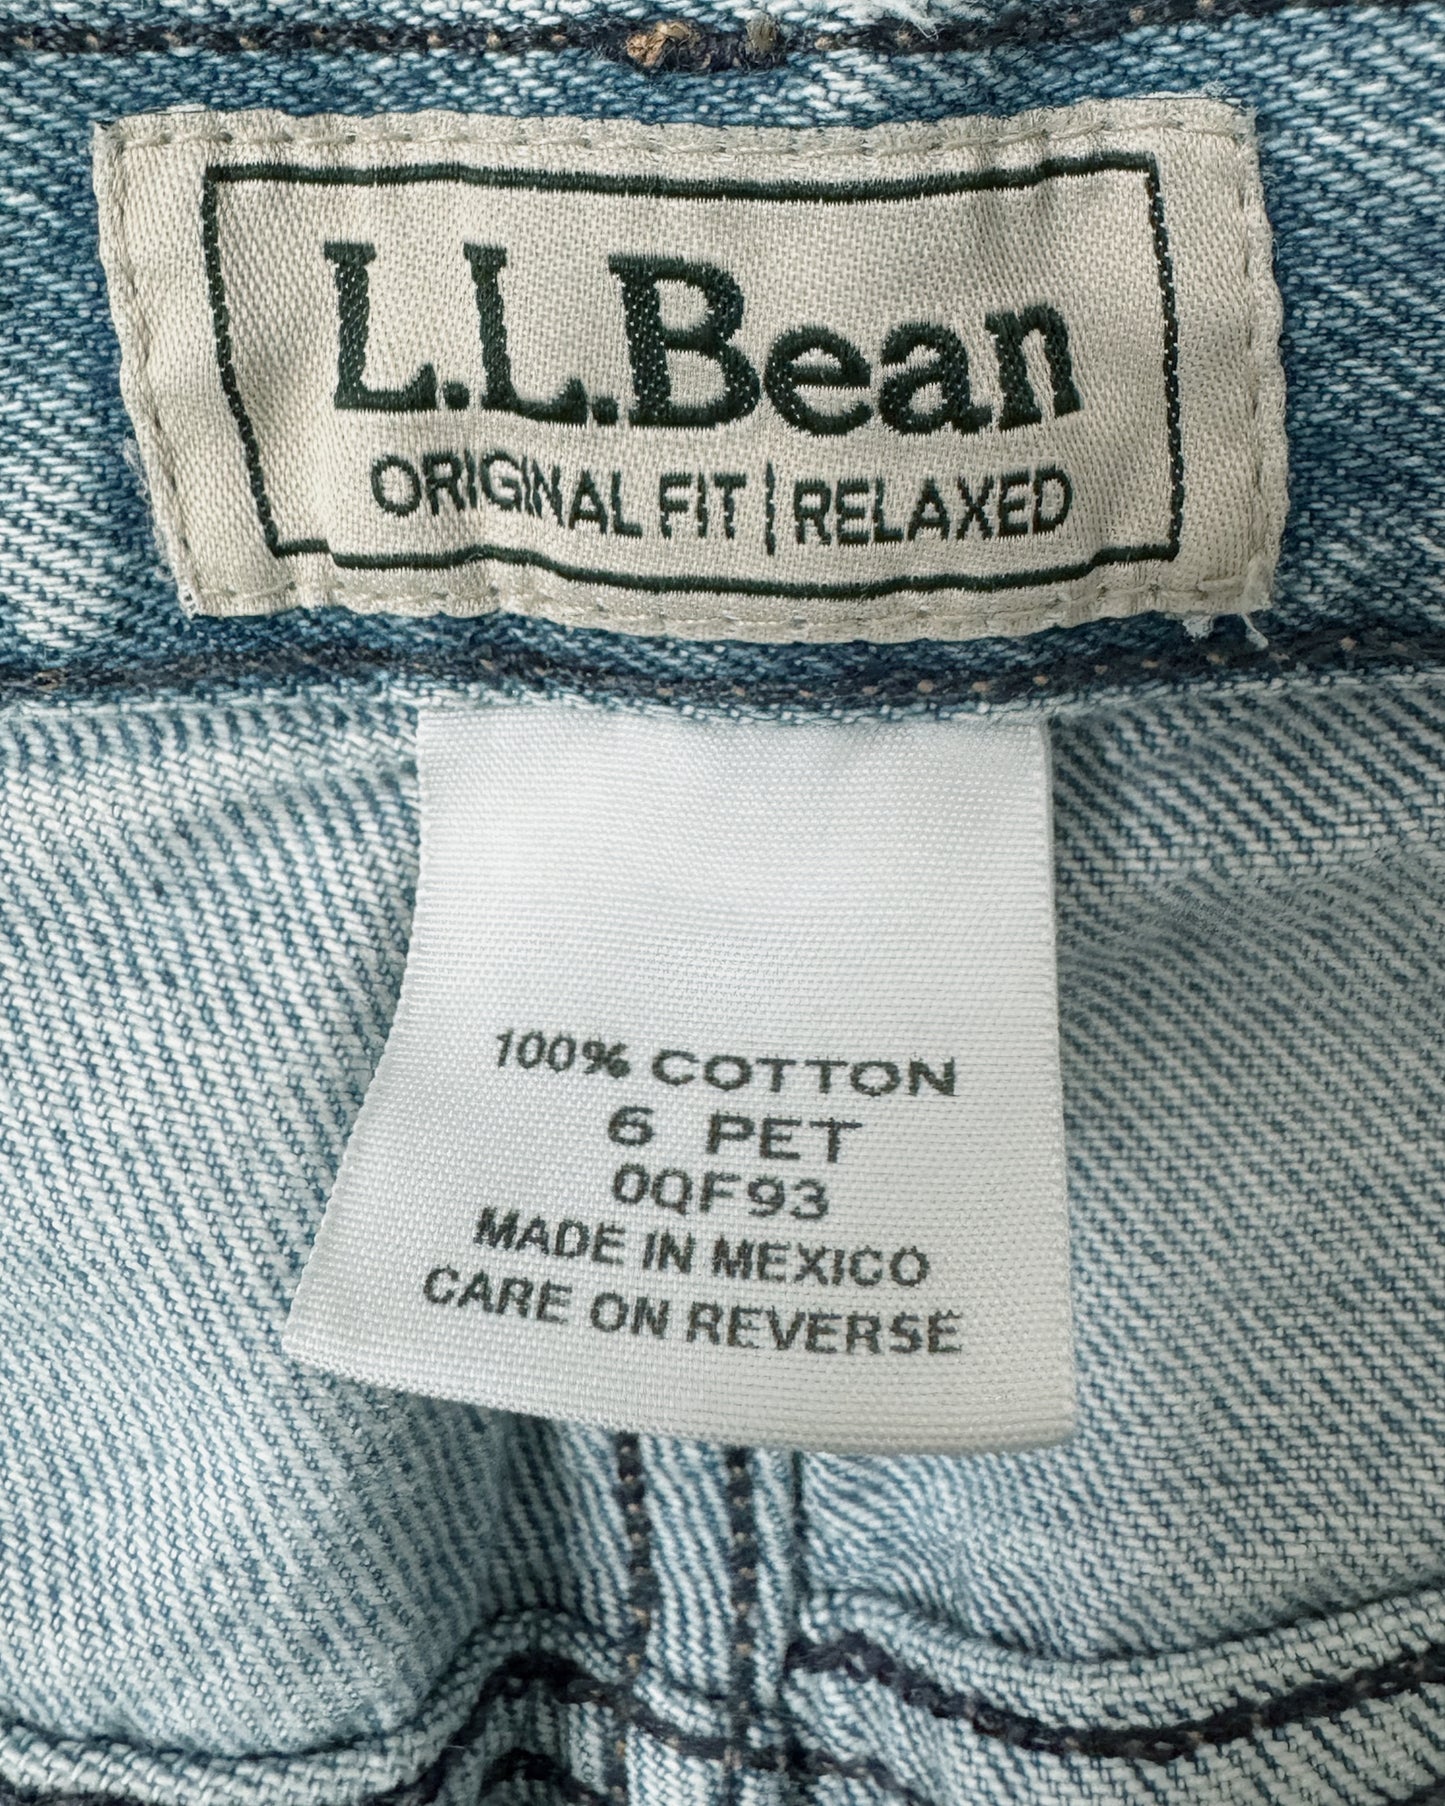 L.L.Bean
ORIGINAL FIT | RELAXED
100% COTTON
6 PET
0QF93
MADE IN MEXICO
CARE ON REVERSE